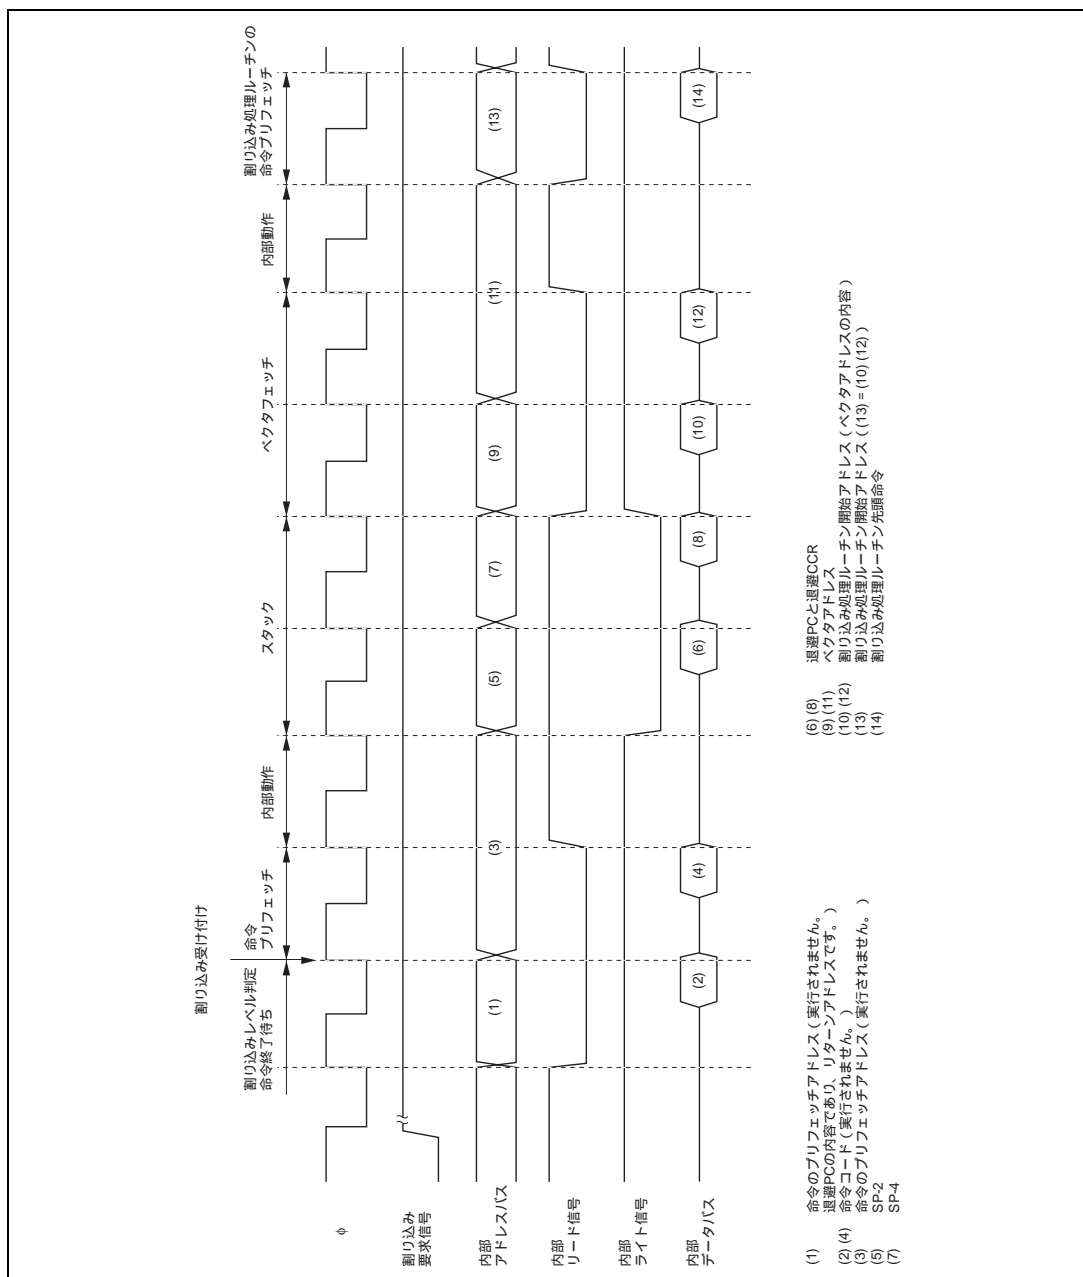 割り込み受け付け
割り込みレベル判定
命令終了待ち
命令
プリフェッチ
内部動作
スタック
ベクタフェッチ
内部動作
割り込み処理ルーチンの
命令プリフェッチ
φ
割り込み
要求信号
内部
アドレスバス
(1)
(3)
(5)
(7)
(9)
(11)
(13)
内部
リード信号
内部
ライト信号
内部
データバス
(2)
(4)
(6)
(8)
(10)
(12)
(14)
(1) 命令のプリフェッチアドレス（実行されません。
退避PCの内容であり、リターンアドレスです。）
(2) (4) 命令コード（実行されません。）
(3) 命令のプリフェッチアドレス（実行されません。）
(5) SP-2
(7) SP-4
(6) (8) 退避PCと退避CCR
(9) (11) ベクタアドレス
(10) (12) 割り込み処理ルーチン開始アドレス（ベクタアドレスの内容）
(13) 割り込み処理ルーチン開始アドレス（(13) = (10) (12)）
(14) 割り込み処理ルーチン先頭命令